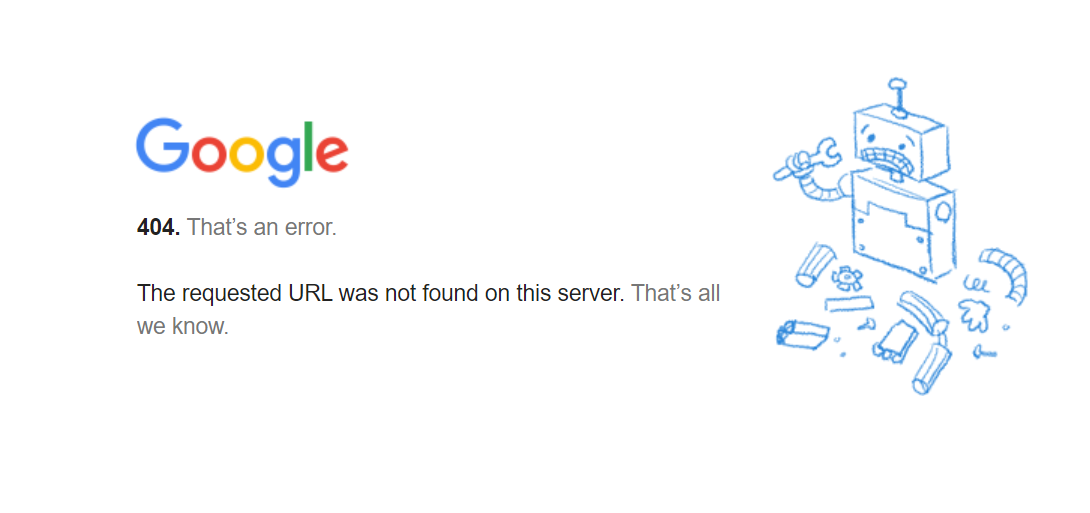 Google
404. That’s an error.
The requested URL was not found on this server. That’s all
we know.